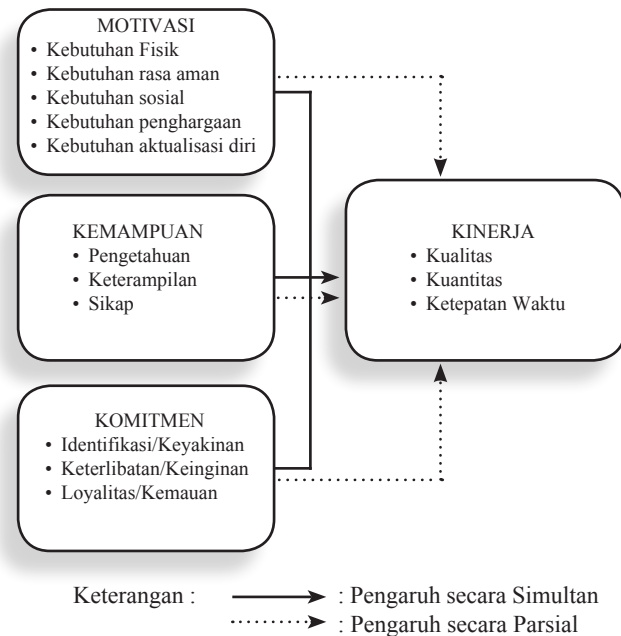 MOTIVASI
• Kebutuhan Fisik
• Kebutuhan rasa aman
• Kebutuhan sosial
• Kebutuhan penghargaan
• Kebutuhan aktualisasi diri
KEMAMPUAN
• Pengetahuan
• Keterampilan
• Sikap
KINERJA
• Kualitas
• Kuantitas
• Ketepatan Waktu
KOMITMEN
• Identifikasi/Keyakinan
• Keterlibatan/Keinginan
• Loyalitas/Kemauan
Keterangan : : Pengaruh secara Simultan
: Pengaruh secara Parsial